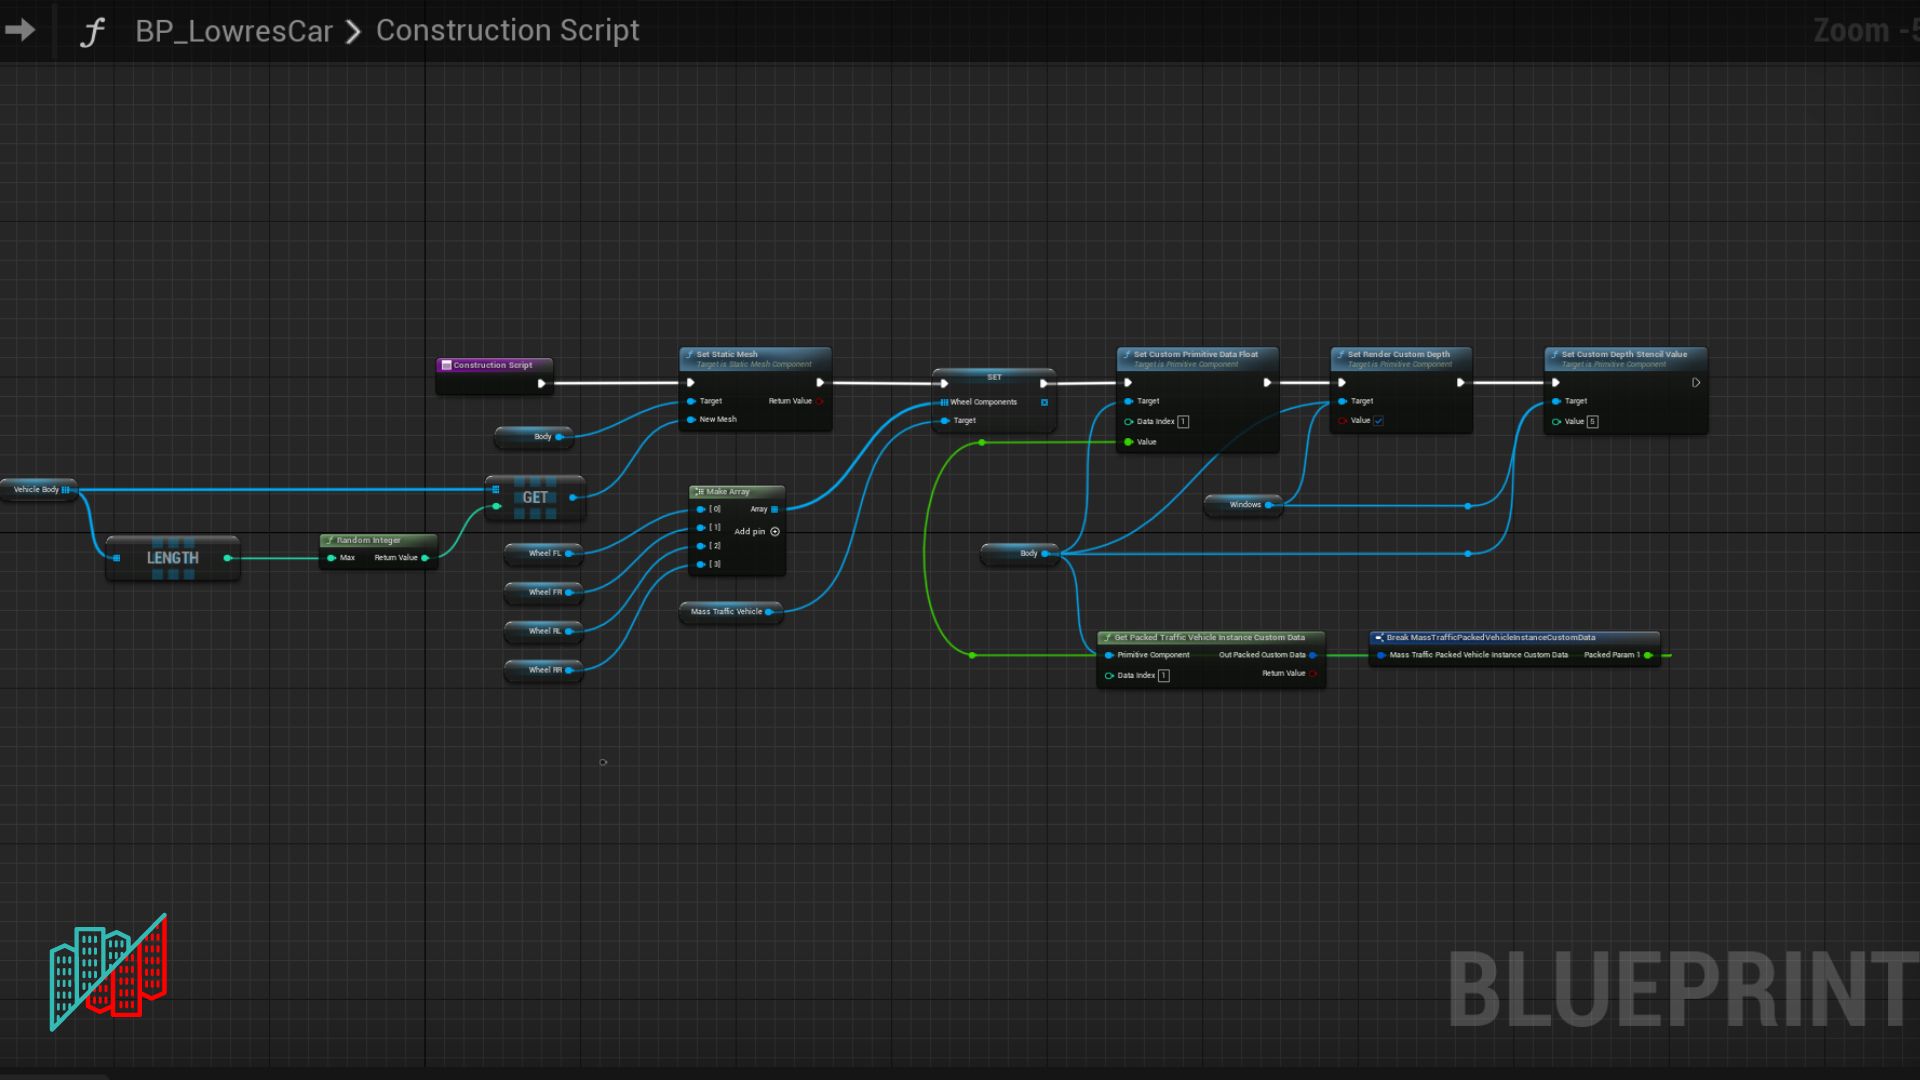 BP_LowresCar
Construction Script
Zoom -5
Construction Script
Set Static Mesh
Target is Static Mesh Component
Target
Return Value
New Mesh
SET
Wheel Components
Target
Set Custom Primitive Data Float
Target is Primitive Component
Target
Data Index 1
Value
Set Render Custom Depth
Target is Primitive Component
Target
Value
Set Custom Depth Stencil Value
Target is Primitive Component
Target
Value 5
Body
Vehicle Body
GET
LENGTH
Random Integer
Max
Return Value
Make Array
[0]
Array
[1]
Add pin
[2]
[3]
Wheel FL
Wheel FR
Wheel RL
Wheel RR
Mass Traffic Vehicle
Windows
Body
Get Packed Traffic Vehicle Instance Custom Data
Primitive Component
Out Packed Custom Data
Data Index 1
Return Value
Break MassTrafficPackedVehicleInstanceCustomData
Mass Traffic Packed Vehicle Instance Custom Data
Packed Param 1
BLUEPRINT